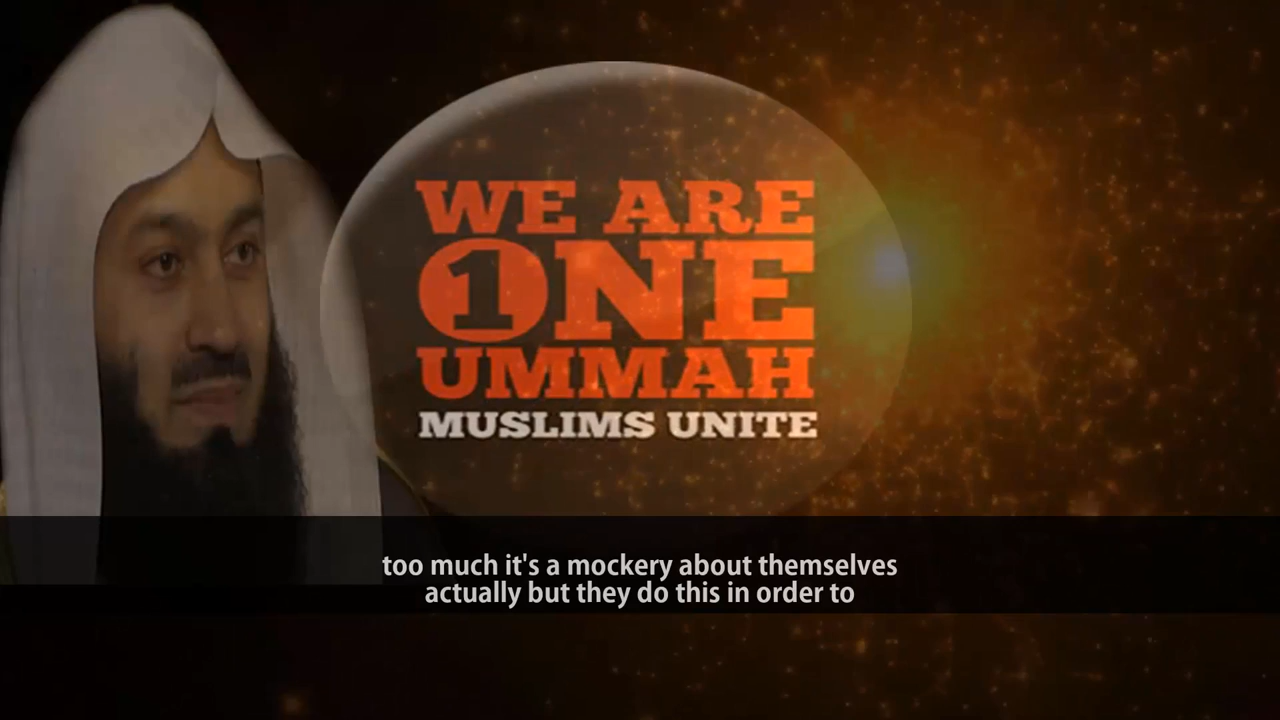 WE ARE
1ONE
UMMAH
MUSLIMS UNITE
too much it's a mockery about themselves
actually but they do this in order to